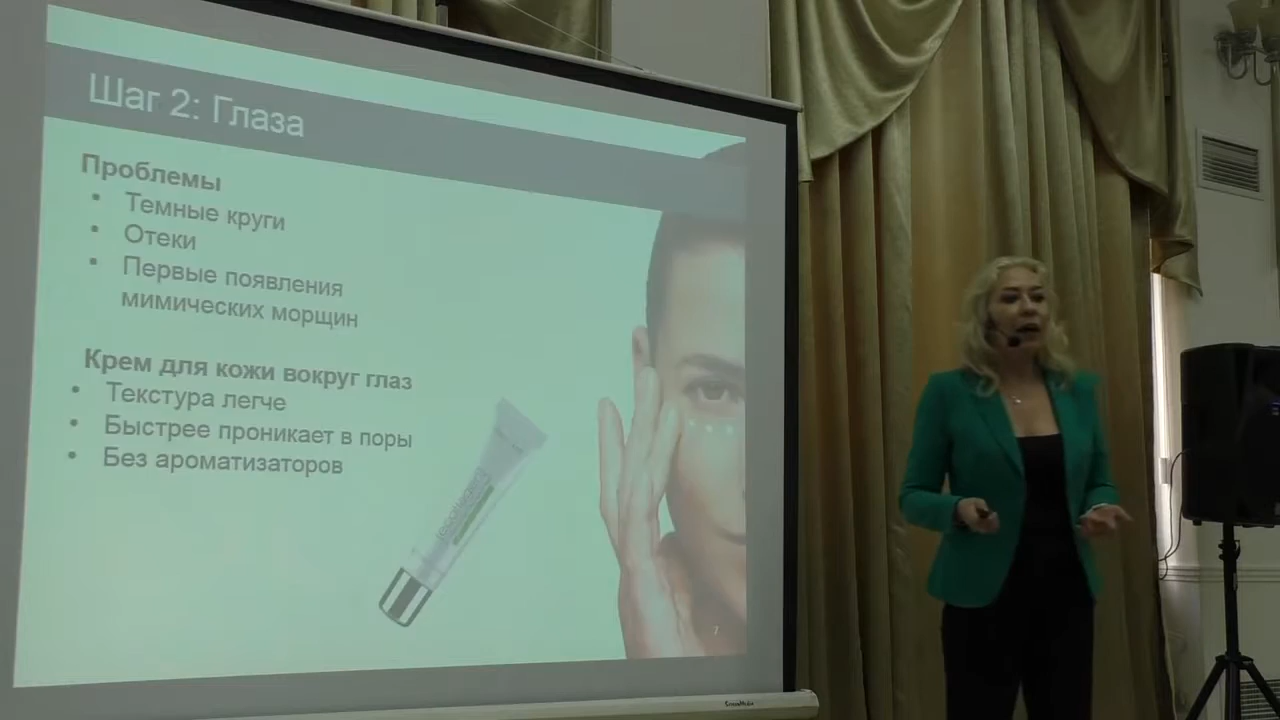 Шаг 2: Глаза
Проблемы
• Темные круги
• Отеки
• Первые появления
мимических морщин
Крем для кожи вокруг глаз
• Текстура легче
• Быстрее проникает в поры
• Без ароматизаторов
7